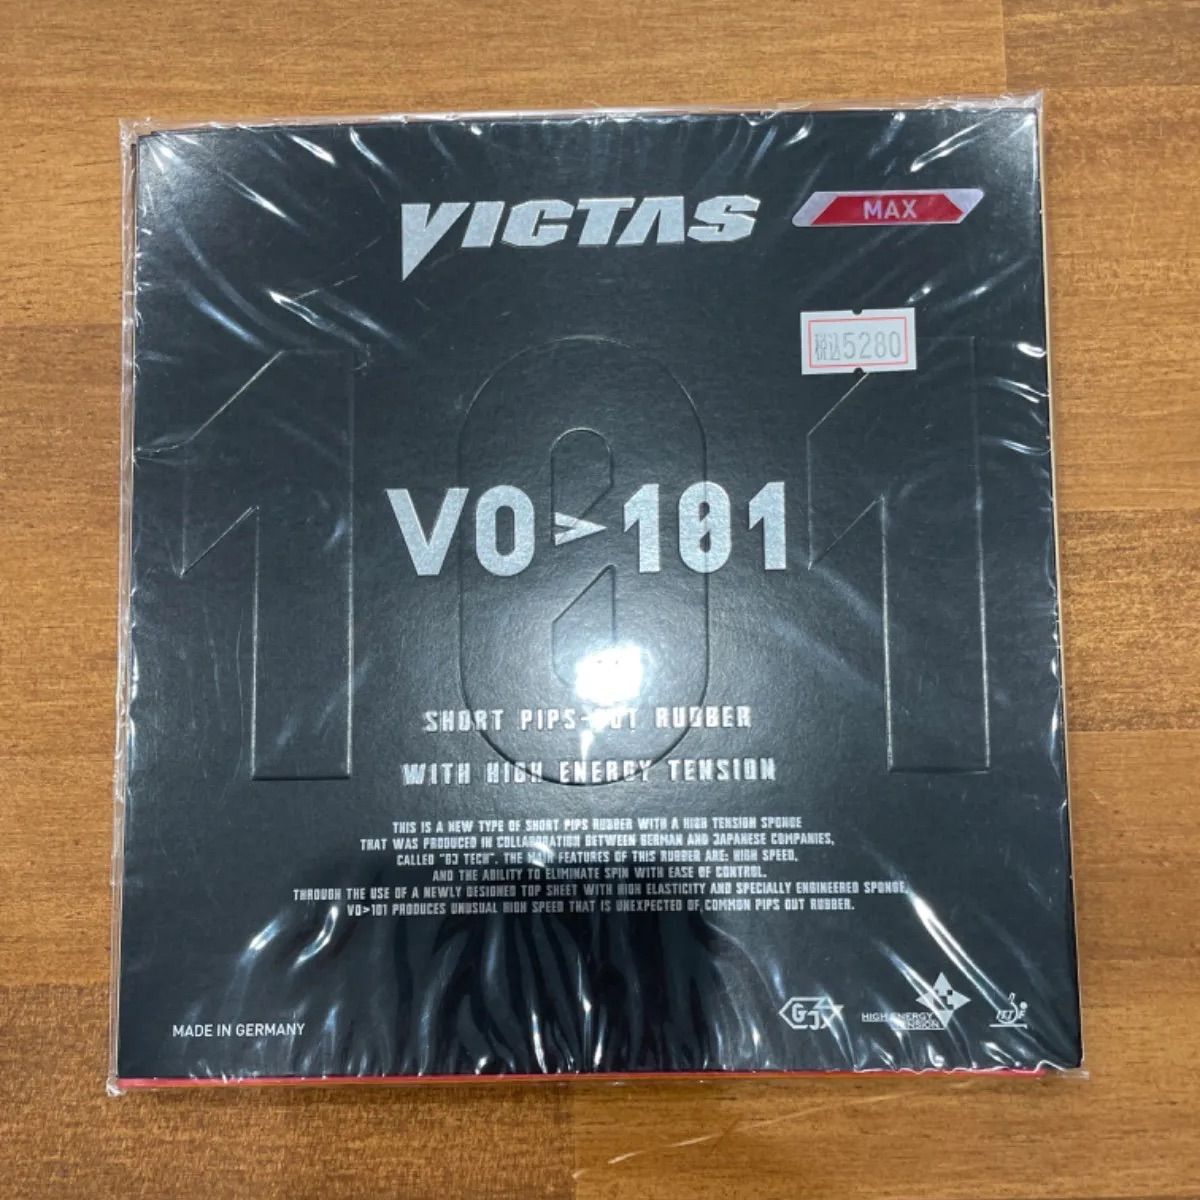 VICTAS
MAX
税込5280
VO>101
SHORT PIPS-OUT RUBBER
WITH HIGH ENERGY TENSION
THIS IS A NEW TYPE OF SHORT PIPS RUBBER WITH A HIGH TENSION SPONGE
THAT WAS PRODUCED IN COLLABORATION BETWEEN GERMAN AND JAPANESE COMPANIES,
CALLED "GJ TECH". THE MAIN FEATURES OF THIS RUBBER ARE: HIGH SPEED,
AND THE ABILITY TO ELIMINATE SPIN WITH EASE OF CONTROL.
THROUGH THE USE OF A NEWLY DESIGNED TOP SHEET WITH HIGH ELASTICITY AND SPECIALLY ENGINEERED SPONGE,
VO>101 PRODUCES UNUSUAL HIGH SPEED THAT IS UNEXPECTED OF COMMON PIPS OUT RUBBER.
101
MADE IN GERMANY
GJ
HIGH ENERGY
TENSION